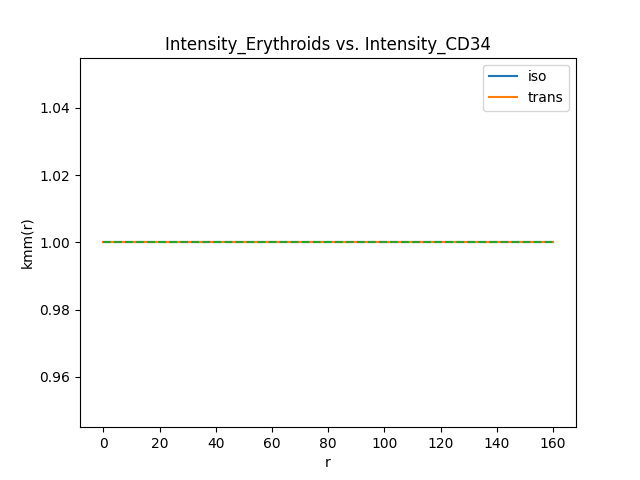 Intensity_Erythroids vs. Intensity_CD34
iso
trans
1.04
1.02
1.00
0.98
0.96
kmm(r)
0 20 40 60 80 100 120 140 160
r